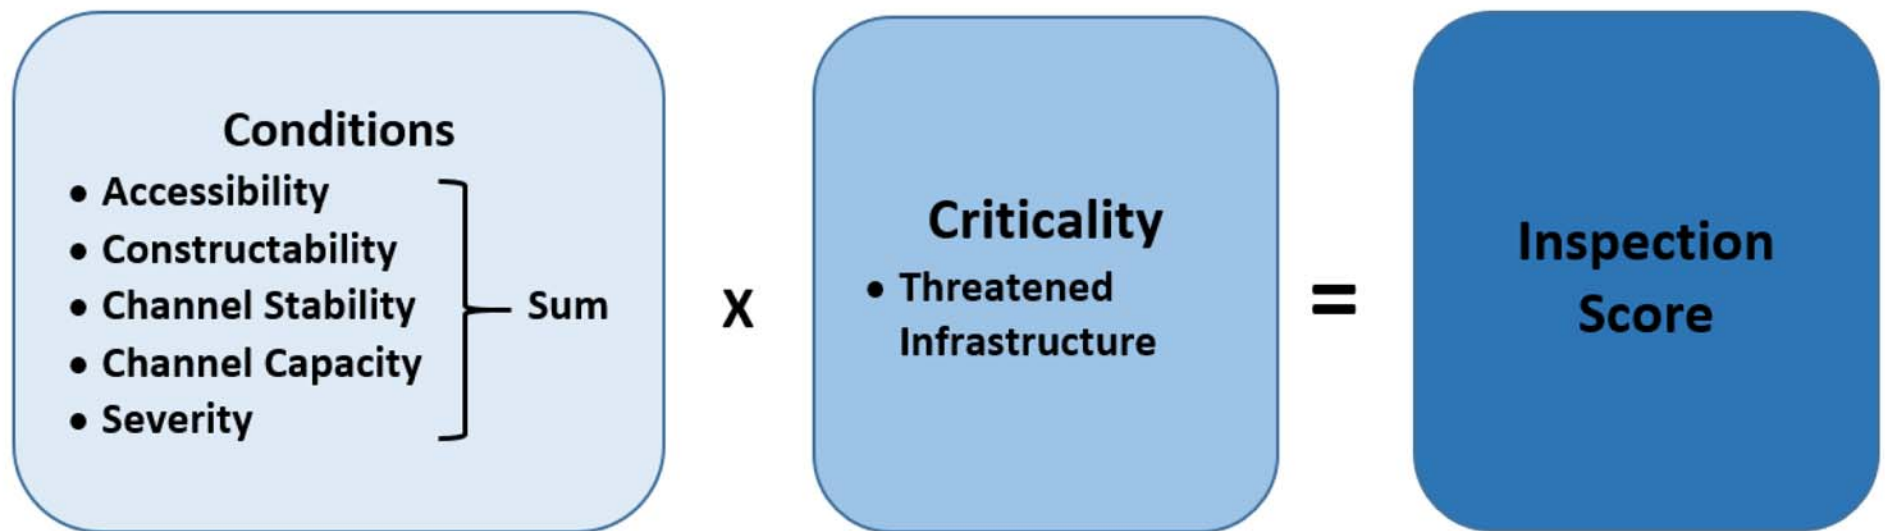 Conditions
• Accessibility
• Constructability
• Channel Stability
• Channel Capacity
• Severity
Sum
X
Criticality
• Threatened
Infrastructure
=
Inspection
Score